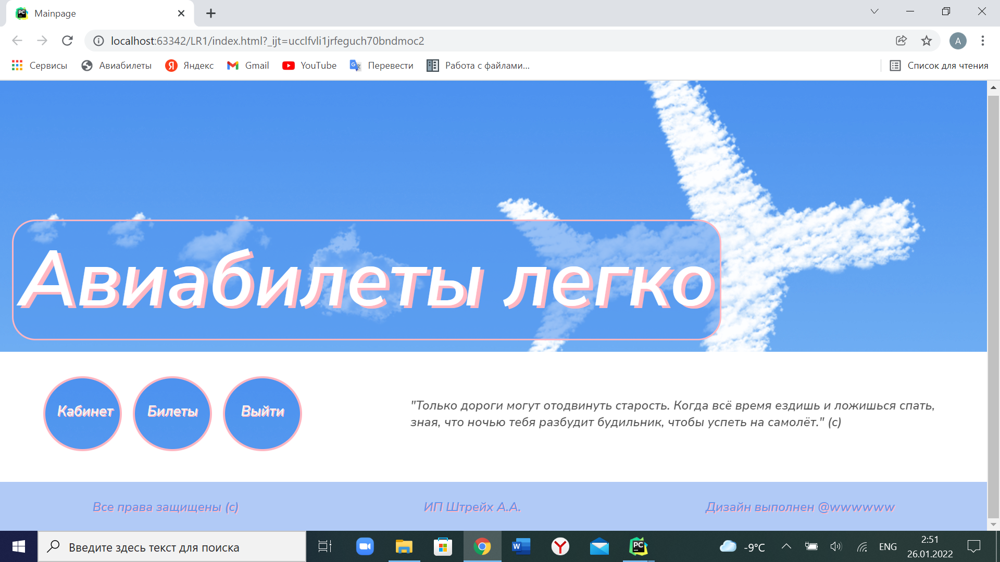 Mainpage
localhost:63342/LR1/index.html?_ijt=ucclfvli1jrfeguch70bndmoc2
A
Сервисы
Авиабилеты
Яндекс
Gmail
YouTube
Перевести
Работа с файлами...
Список для чтения
Авиабилеты легко
Кабинет
Билеты
Выйти
"Только дороги могут отодвинуть старость. Когда всё время ездишь и ложишься спать,
зная, что ночью тебя разбудит будильник, чтобы успеть на самолёт." (с)
Все права защищены (с)
ИП Штрейх А.А.
Дизайн выполнен @wwwwww
Введите здесь текст для поиска
-9°C
ENG
2:51
26.01.2022